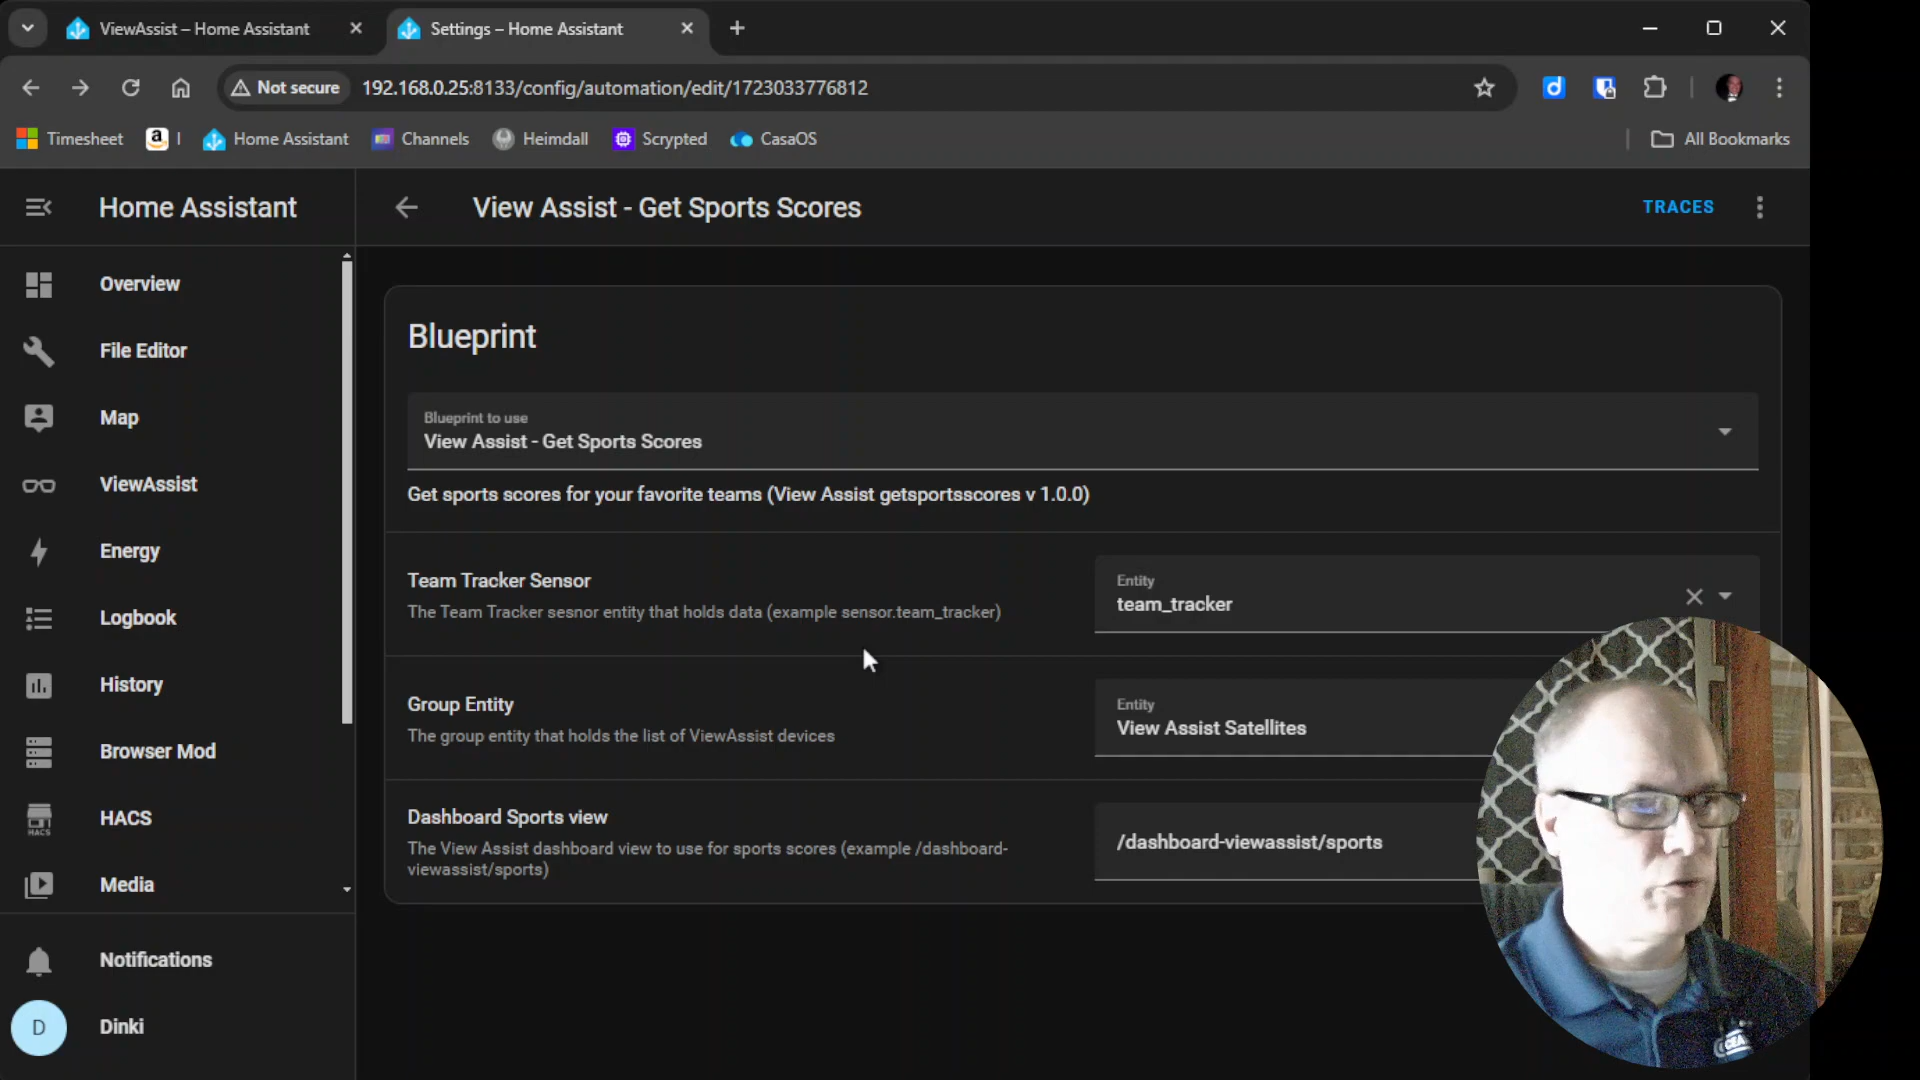 ViewAssist – Home Assistant
Settings – Home Assistant
Not secure
192.168.0.25:8133/config/automation/edit/1723033776812
Timesheet
I
Home Assistant
Channels
Heimdall
Scrypted
CasaOS
All Bookmarks
Home Assistant
View Assist - Get Sports Scores
TRACES
Overview
File Editor
Map
ViewAssist
Energy
Logbook
History
Browser Mod
HACS
HACS
Media
Notifications
D
Dinki
Blueprint
Blueprint to use
View Assist - Get Sports Scores
Get sports scores for your favorite teams (View Assist getsportsscores v 1.0.0)
Team Tracker Sensor
The Team Tracker sesnor entity that holds data (example sensor.team_tracker)
Entity
team_tracker
Group Entity
The group entity that holds the list of ViewAssist devices
Entity
View Assist Satellites
Dashboard Sports view
The View Assist dashboard view to use for sports scores (example /dashboard-
viewassist/sports)
/dashboard-viewassist/sports